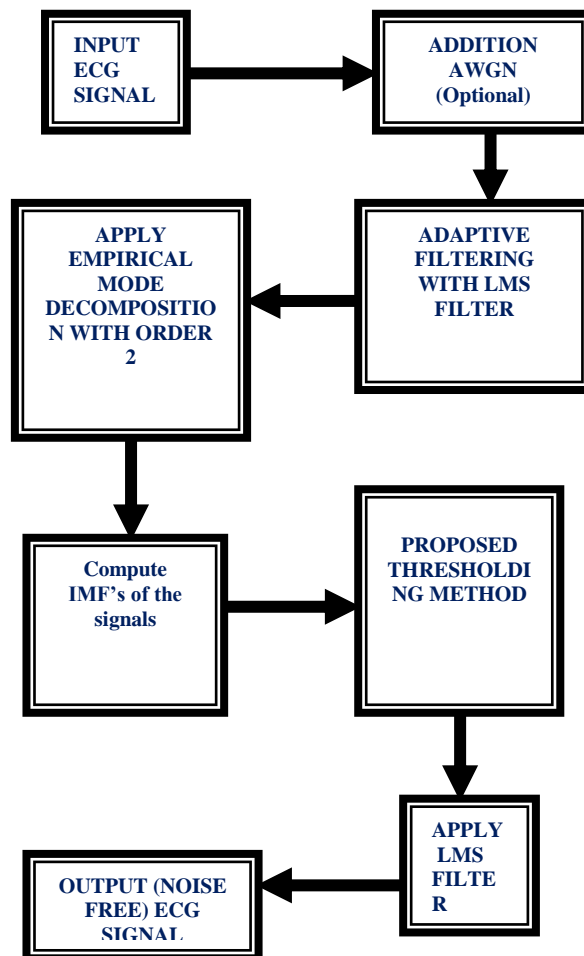 INPUT
ECG
SIGNAL
ADDITION
AWGN
(Optional)
ADAPTIVE
FILTERING
WITH LMS
FILTER
APPLY
EMPIRICAL
MODE
DECOMPOSITIO
N WITH ORDER
2
Compute
IMF's of the
signals
PROPOSED
THRESHOLDI
NG METHOD
APPLY
LMS
FILTE
R
OUTPUT (NOISE
FREE) ECG
SIGNAL